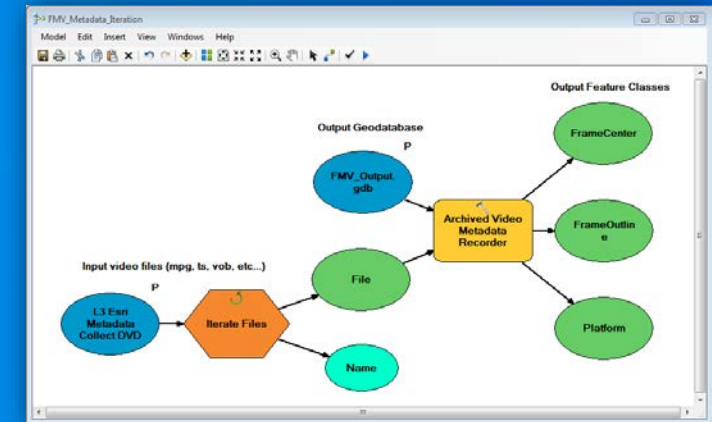 FMV_Metadata_Iteration
Model Edit Insert View Windows Help
Output Feature Classes
FrameCenter
Output Geodatabase
P
FMV_Output.
gdb
Archived Video
Metadata
Recorder
FrameOutlin
e
Input video files (mpg, ts, vob, etc...)
P
File
L3 Esri
Metadata
Collect DVD
Iterate Files
Platform
Name